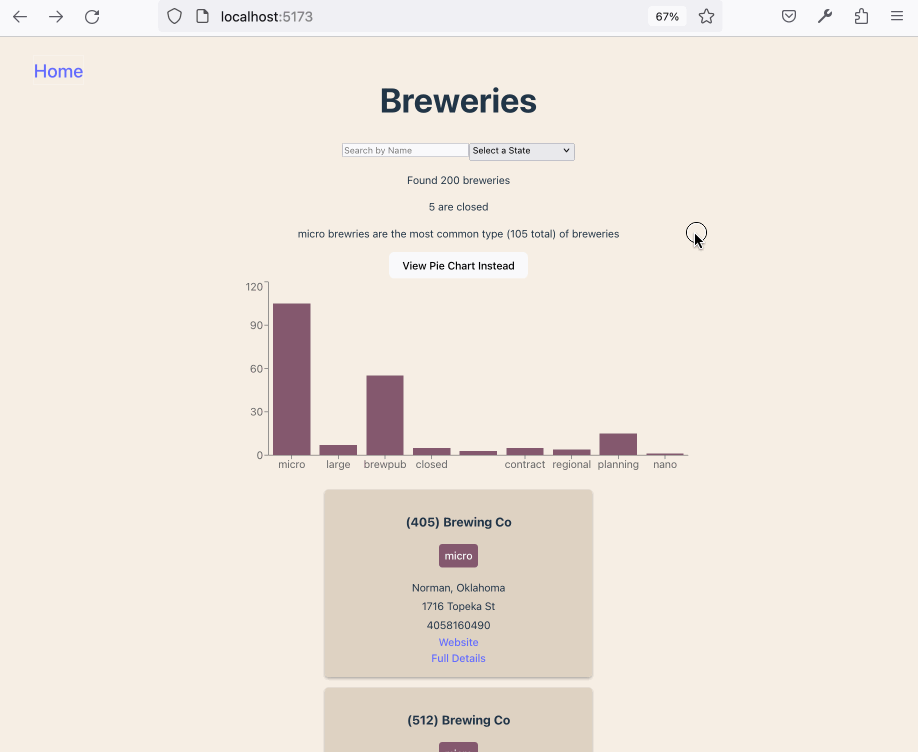 localhost:5173
67%
Home
Breweries
Search by Name
Select a State
Found 200 breweries
5 are closed
micro brewries are the most common type (105 total) of breweries
View Pie Chart Instead
120
90
60
30
0
micro large brewpub closed contract regional planning nano
(405) Brewing Co
micro
Norman, Oklahoma
1716 Topeka St
4058160490
Website
Full Details
(512) Brewing Co